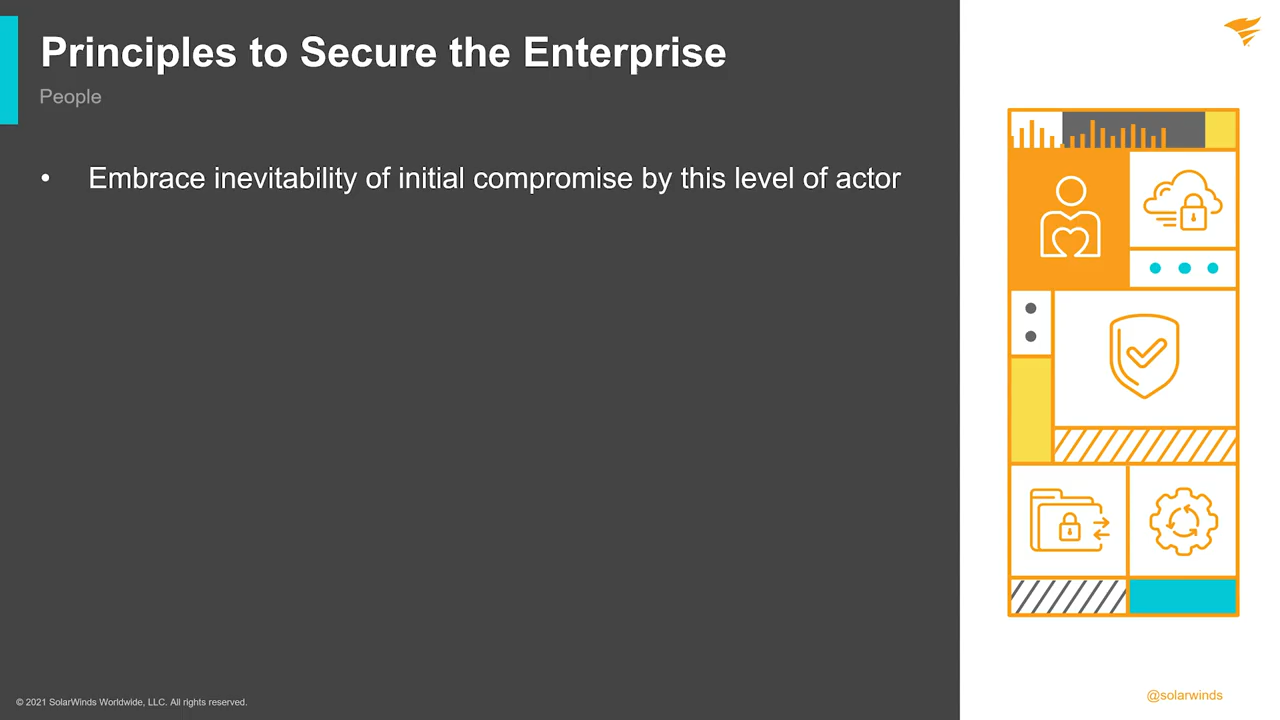 Principles to Secure the Enterprise
People
• Embrace inevitability of initial compromise by this level of actor
© 2021 SolarWinds Worldwide, LLC. All rights reserved.
@solarwinds